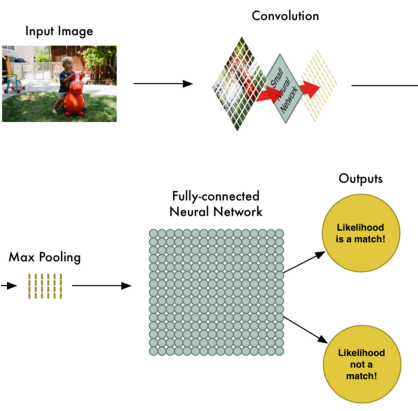 Input Image
Convolution
Small
Neural
Network
Max Pooling
Fully-connected
Neural Network
Outputs
Likelihood
is a match!
Likelihood
not a
match!